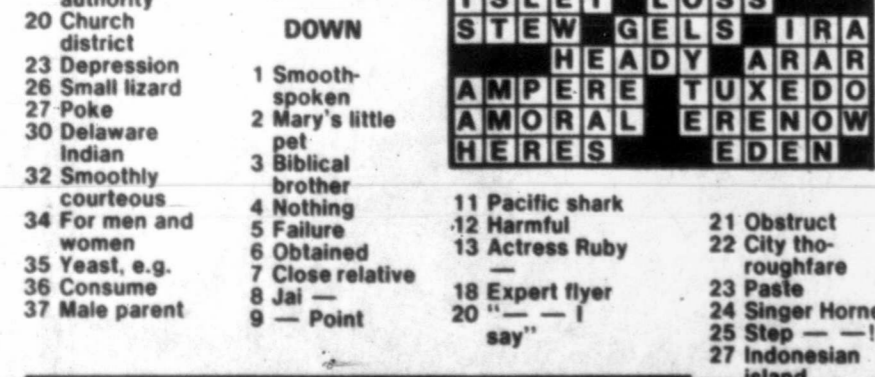 authority
20 Church
district
23 Depression
26 Small lizard
27 Poke
30 Delaware
Indian
32 Smoothly
courteous
34 For men and
women
35 Yeast, e.g.
36 Consume
37 Male parent
DOWN
1 Smooth-
spoken
2 Mary's little
pet
3 Biblical
brother
4 Nothing
5 Failure
6 Obtained
7 Close relative
8 Jai —
9 — Point
ISLET LOSS
STEW GELS IRA
HEADY ARAR
AMPERE TUXEDO
AMORAL ERENOW
HERES EDEN
11 Pacific shark
12 Harmful
13 Actress Ruby
—
18 Expert flyer
20 "— — I
say"
21 Obstruct
22 City tho-
roughfare
23 Paste
24 Singer Horne
25 Step — —!
27 Indonesian
island